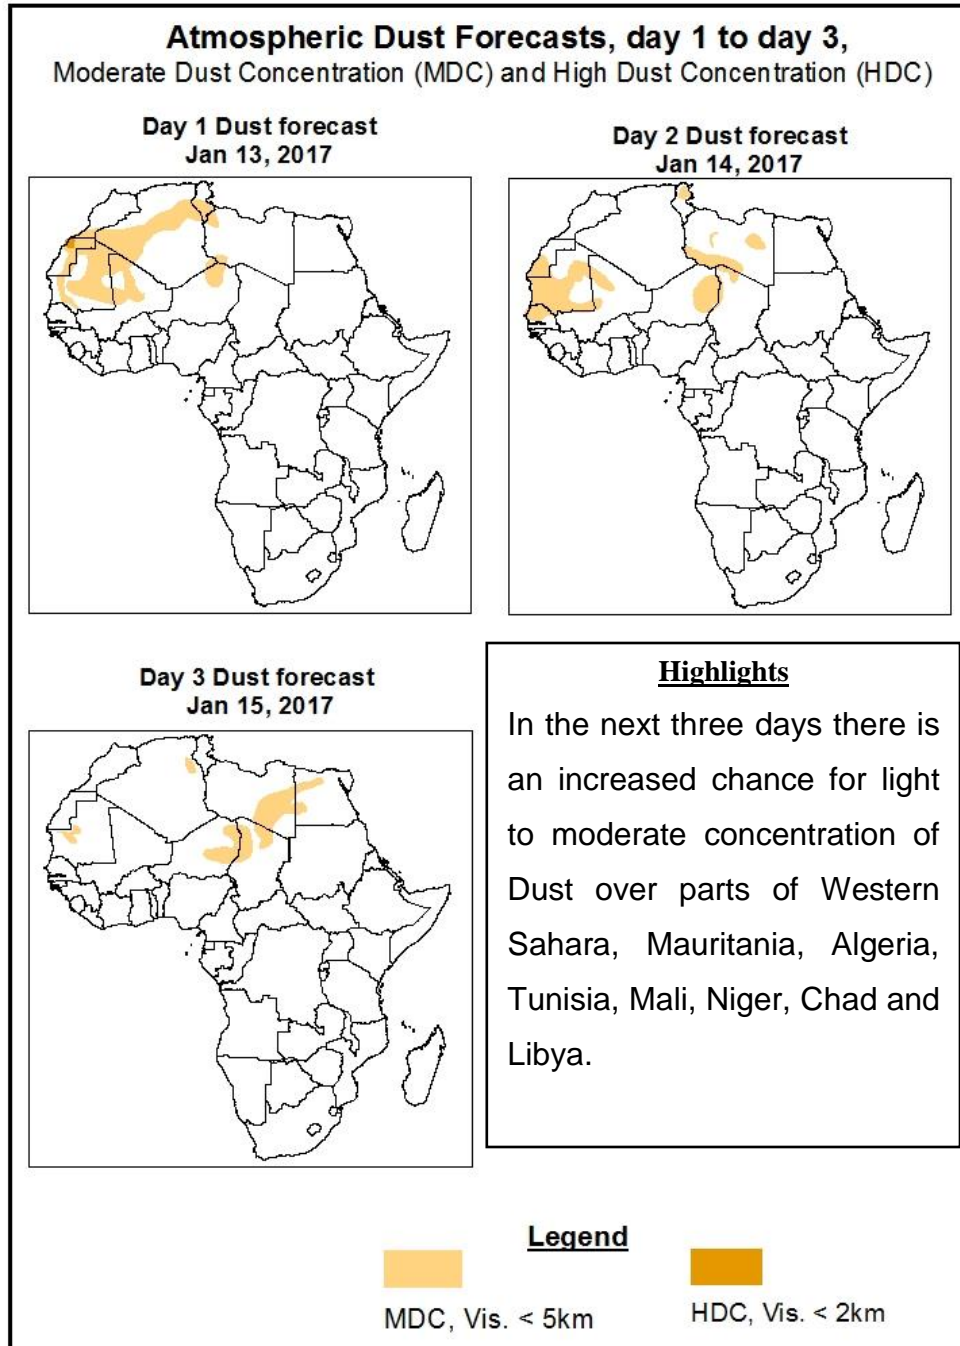 Atmospheric Dust Forecasts, day 1 to day 3,
Moderate Dust Concentration (MDC) and High Dust Concentration (HDC)
Day 1 Dust forecast
Jan 13, 2017
Day 2 Dust forecast
Jan 14, 2017
Day 3 Dust forecast
Jan 15, 2017
Highlights
In the next three days there is
an increased chance for light
to moderate concentration of
Dust over parts of Western
Sahara, Mauritania, Algeria,
Tunisia, Mali, Niger, Chad and
Libya.
Legend
MDC, Vis. < 5km
HDC, Vis. < 2km